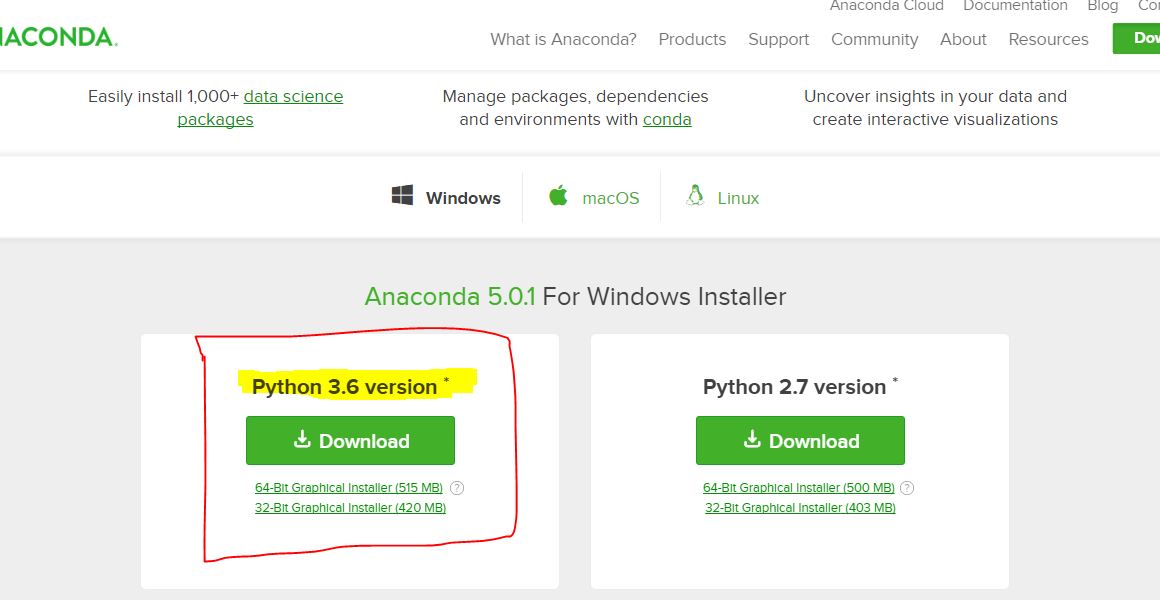 Anaconda Cloud Documentation Blog
ACONDA.
What is Anaconda? Products Support Community About Resources
Easily install 1,000+ data science
packages
Manage packages, dependencies
and environments with conda
Uncover insights in your data and
create interactive visualizations
Windows macOS Linux
Anaconda 5.0.1 For Windows Installer
Python 3.6 version *
Download
64-Bit Graphical Installer (515 MB) ?
32-Bit Graphical Installer (420 MB)
Python 2.7 version *
Download
64-Bit Graphical Installer (500 MB) ?
32-Bit Graphical Installer (403 MB)